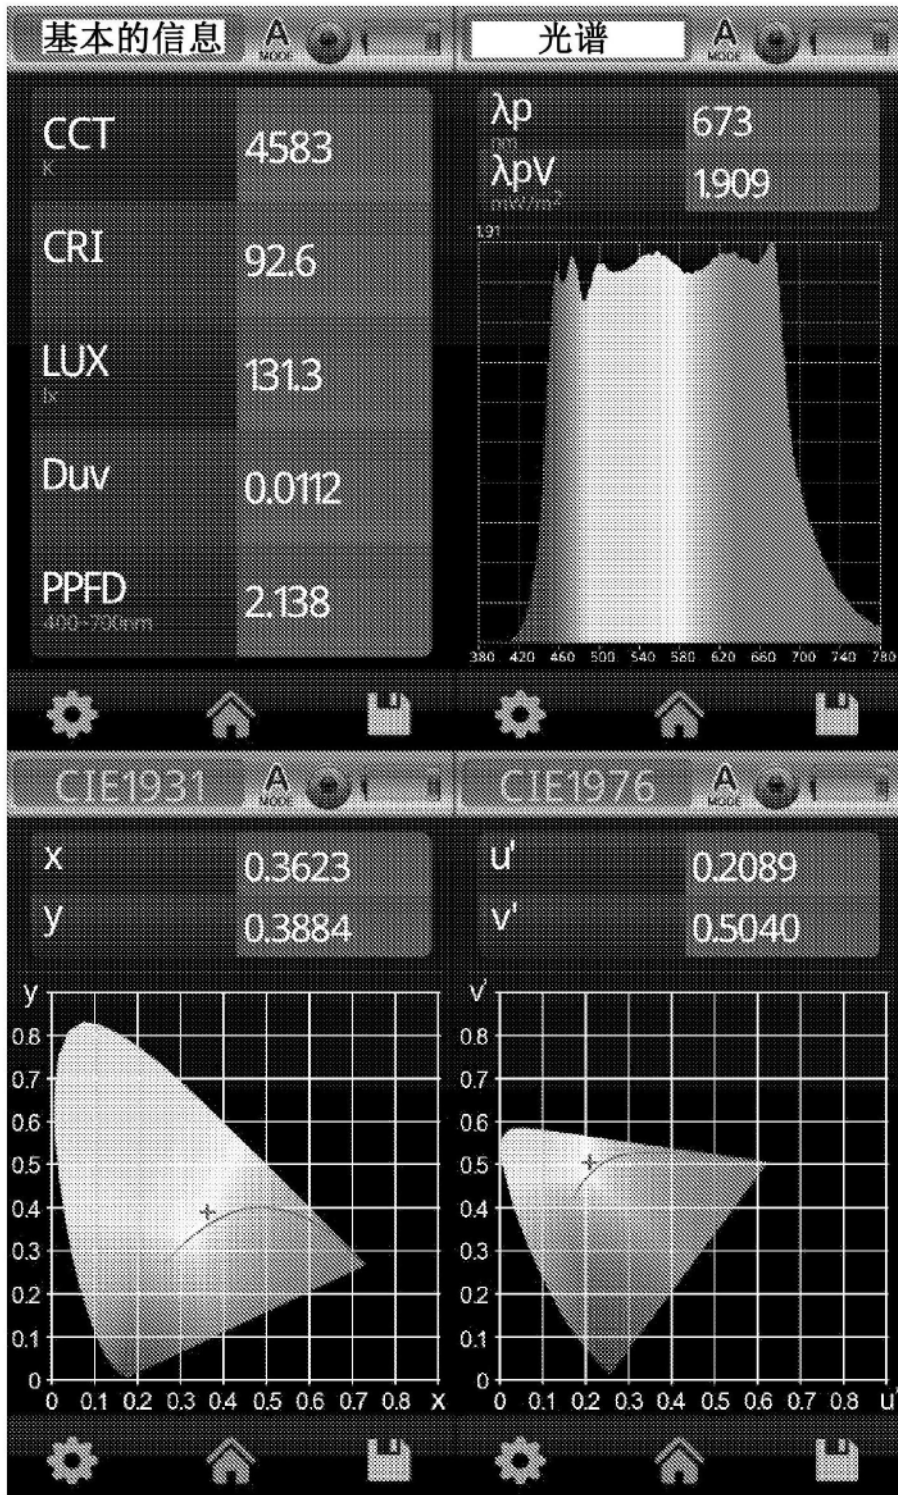 基本的信息
A
MODE
CCT
K
4583
CRI
92.6
LUX
lx
131.3
Duv
0.0112
PPFD
400~700nm
2.138
光谱
A
MODE
λp
nm
673
λpV
mW/m²
1.909
1.91
380 420 460 500 540 580 620 660 700 740 780
CIE1931
A
MODE
x
0.3623
y
0.3884
y
0.8
0.7
0.6
0.5
0.4
0.3
0.2
0.1
0
0 0.1 0.2 0.3 0.4 0.5 0.6 0.7 0.8 x
CIE1976
A
MODE
u'
0.2089
v'
0.5040
v'
0.8
0.7
0.6
0.5
0.4
0.3
0.2
0.1
0
0 0.1 0.2 0.3 0.4 0.5 0.6 0.7 0.8 u'